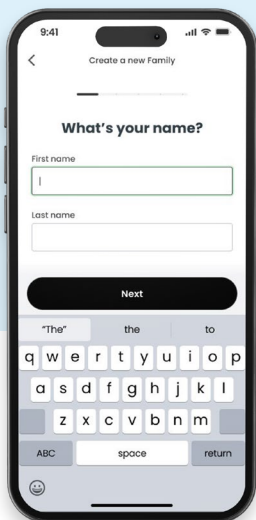 9:41
Create a new Family
What's your name?
First name
Last name
Next
"The" the to
q w e r t y u i o p
a s d f g h j k l
z x c v b n m
ABC space return